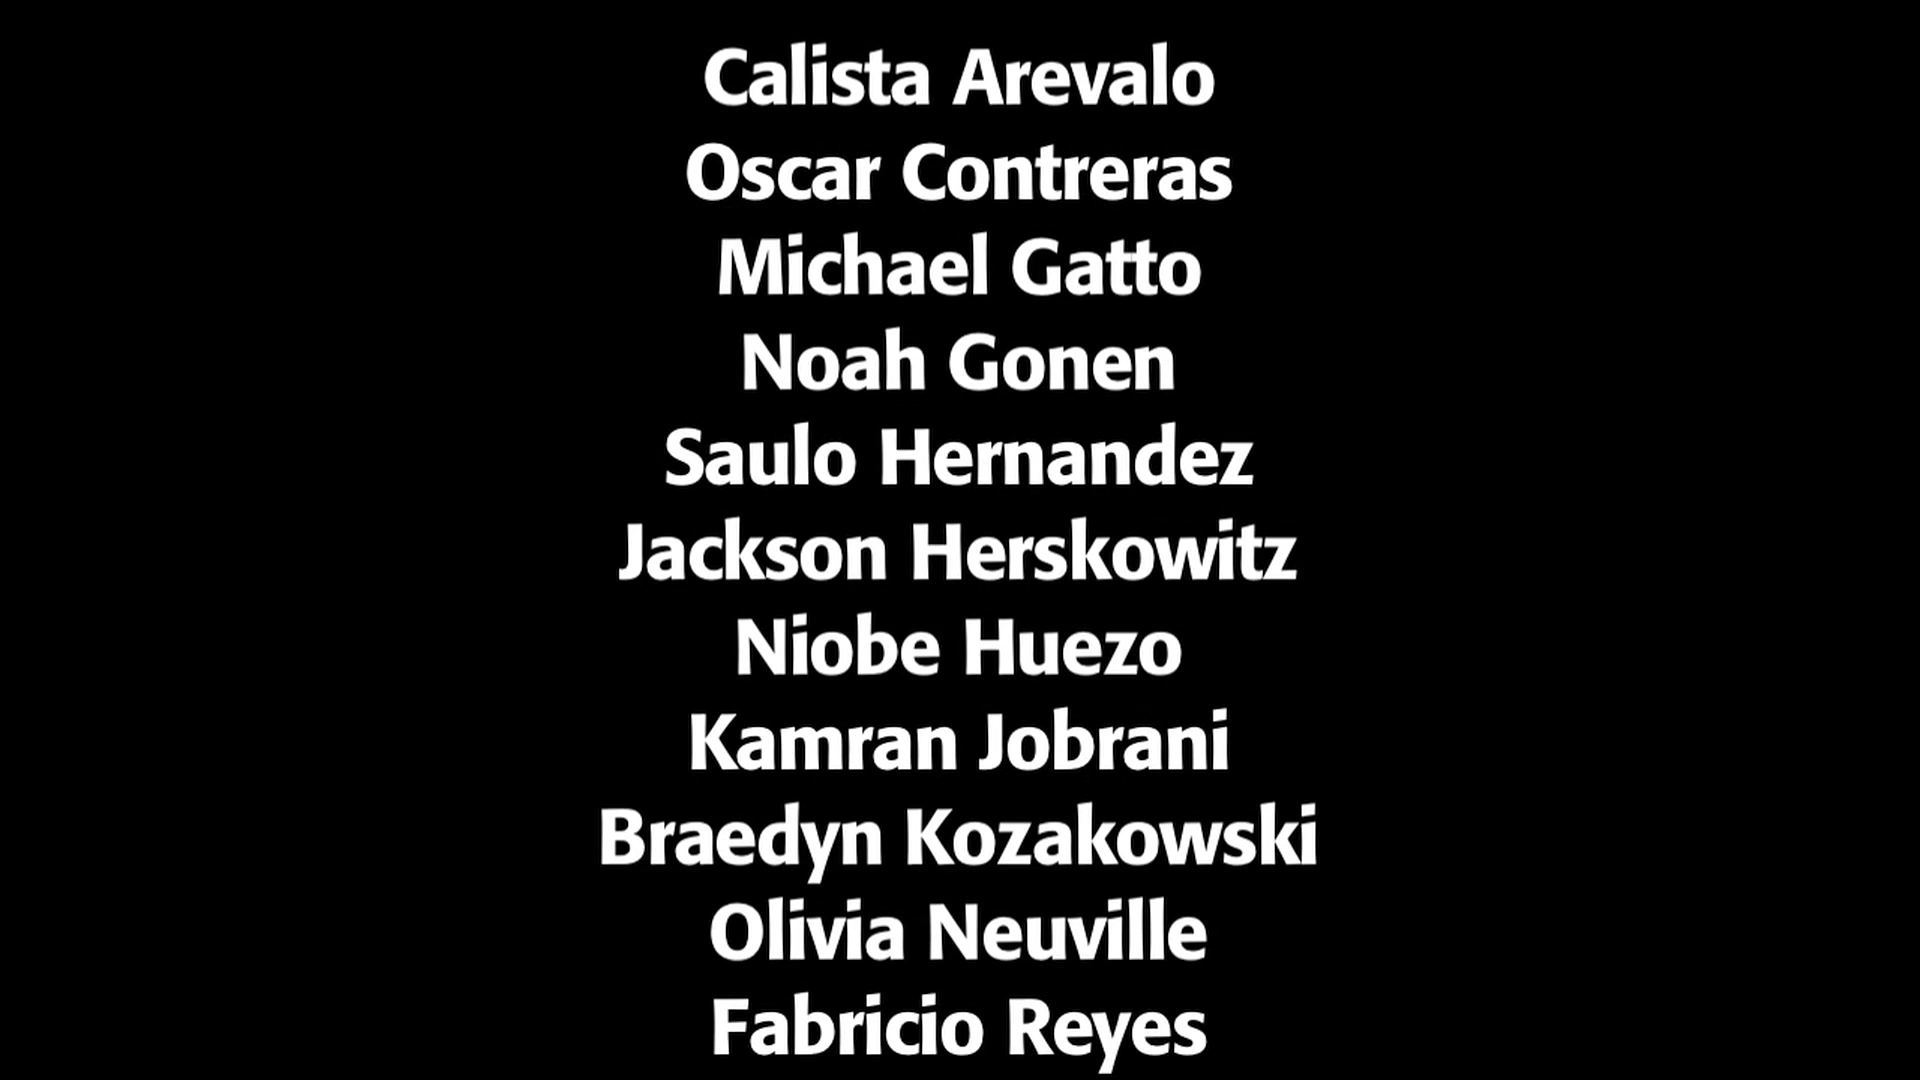 Calista Arevalo
Oscar Contreras
Michael Gatto
Noah Gonen
Saulo Hernandez
Jackson Herskowitz
Niobe Huezo
Kamran Jobrani
Braedyn Kozakowski
Olivia Neuville
Fabricio Reyes